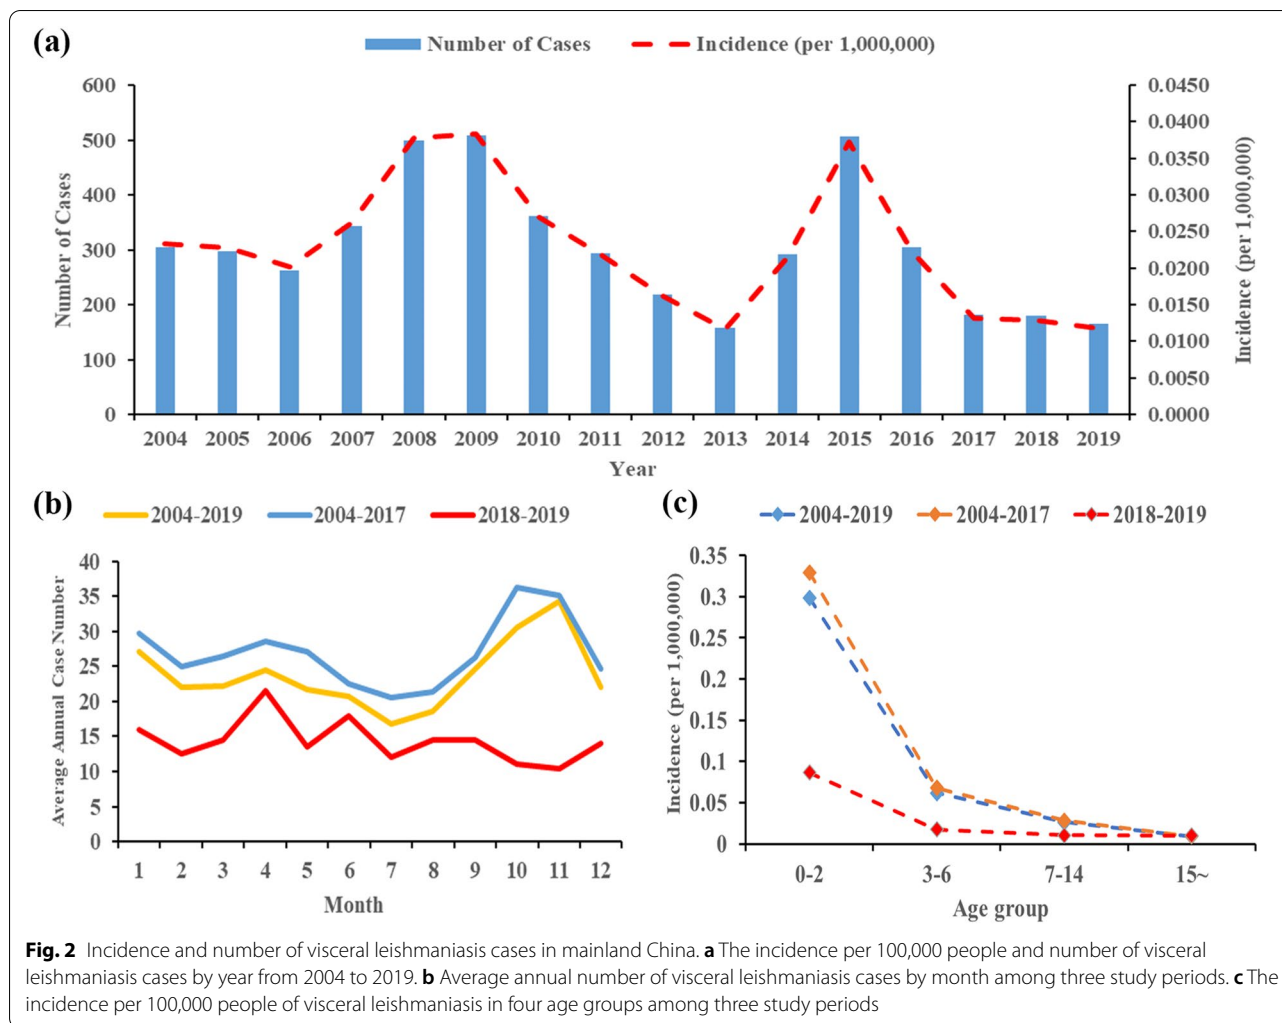 (a)
Number of Cases
Incidence (per 1,000,000)
600
500
400
300
200
100
0
Number of Cases
0.0450
0.0400
0.0350
0.0300
0.0250
0.0200
0.0150
0.0100
0.0050
0.0000
Incidence (per 1,000,000)
2004 2005 2006 2007 2008 2009 2010 2011 2012 2013 2014 2015 2016 2017 2018 2019
Year
(b)
2004-2019 2004-2017 2018-2019
40
35
30
25
20
15
10
5
0
Average Annual Case Number
1 2 3 4 5 6 7 8 9 10 11 12
Month
(c)
2004-2019 2004-2017 2018-2019
0.35
0.3
0.25
0.2
0.15
0.1
0.05
0
Incidence (per 1,000,000)
0-2 3-6 7-14 15~
Age group
Fig. 2 Incidence and number of visceral leishmaniasis cases in mainland China. a The incidence per 100,000 people and number of visceral
leishmaniasis cases by year from 2004 to 2019. b Average annual number of visceral leishmaniasis cases by month among three study periods. c The
incidence per 100,000 people of visceral leishmaniasis in four age groups among three study periods